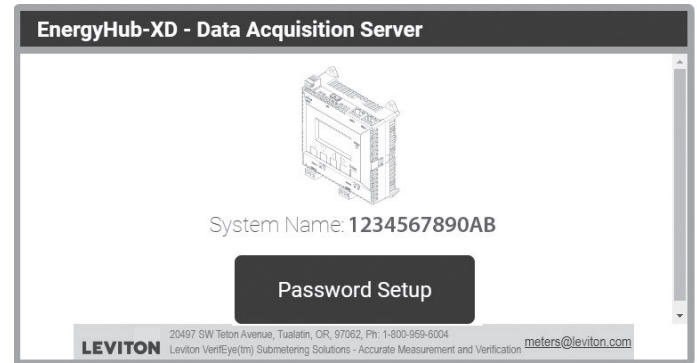 EnergyHub-XD - Data Acquisition Server
System Name: 1234567890AB
Password Setup
LEVITON
20497 SW Teton Avenue, Tualatin, OR, 97062, Ph: 1-800-959-6004
Leviton VerifEye(tm) Submetering Solutions - Accurate Measurement and Verification
meters@leviton.com